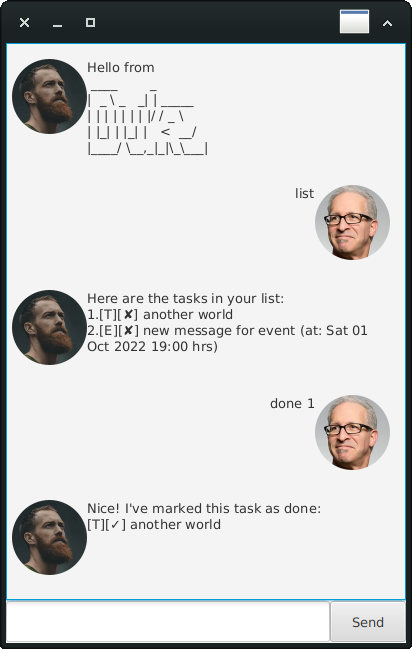 Hello from
 ____        _
|  _ \ _   _| | _____
| | | | | | | |/ / _ \
| |_| | |_| |   <  __/
|____/ \__,_|_|\_\___|
list
Here are the tasks in your list:
1.[T][✘] another world
2.[E][✘] new message for event (at: Sat 01
Oct 2022 19:00 hrs)
done 1
Nice! I've marked this task as done:
[T][✓] another world
Send